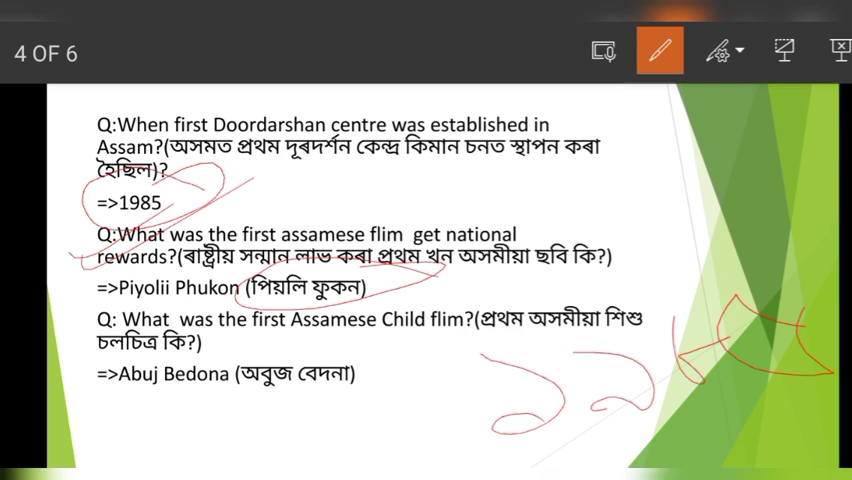 4 OF 6
Q:When first Doordarshan centre was established in
Assam?(অসমত প্ৰথম দূৰদৰ্শন কেন্দ্ৰ কিমান চনত স্থাপন কৰা
হৈছিল)?
=>1985
Q:What was the first assamese flim get national
rewards?(ৰাষ্ট্ৰীয় সন্মান লাভ কৰা প্ৰথম খন অসমীয়া ছবি কি?)
=>Piyolii Phukon (পিয়লি ফুকন)
Q: What was the first Assamese Child flim?(প্ৰথম অসমীয়া শিশু
চলচিত্ৰ কি?)
=>Abuj Bedona (অবুজ বেদনা)